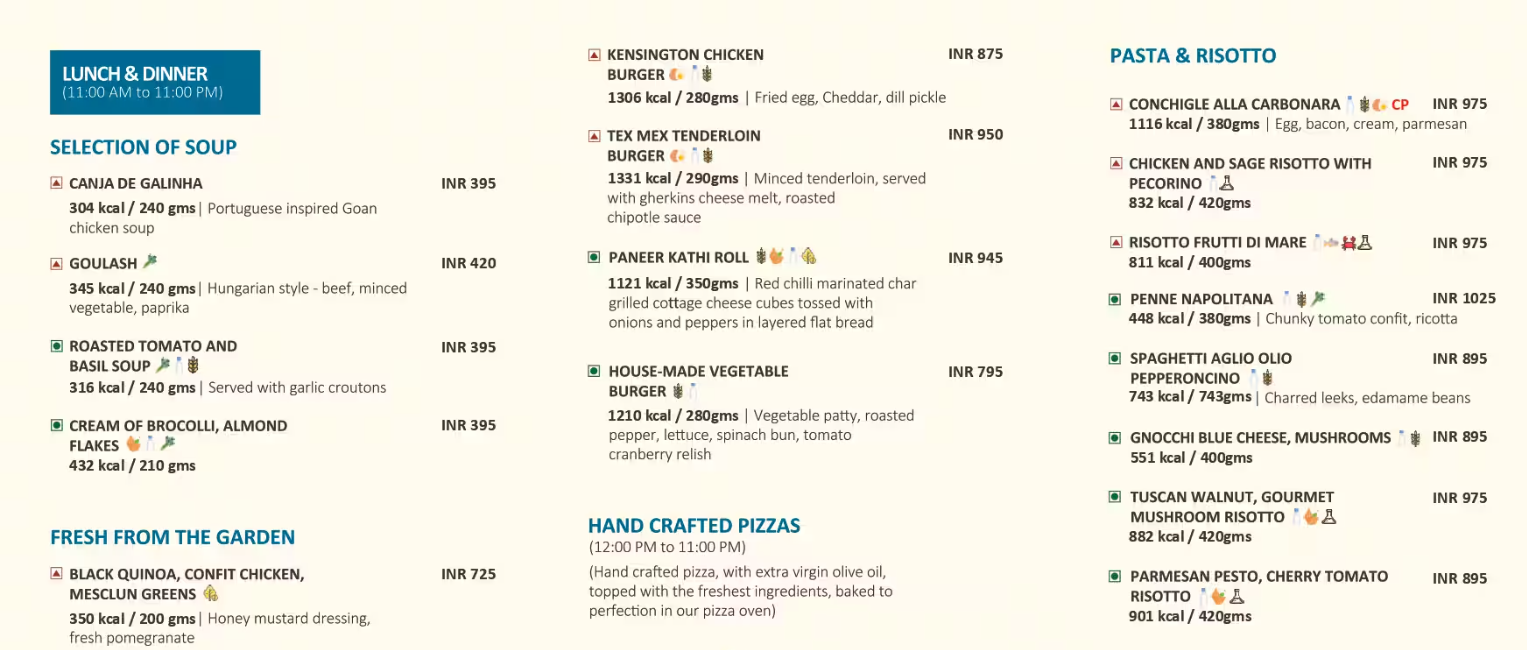 LUNCH & DINNER
(11:00 AM to 11:00 PM)
SELECTION OF SOUP
CANJA DE GALINHA INR 395
304 kcal / 240 gms| Portuguese inspired Goan
chicken soup
GOULASH INR 420
345 kcal / 240 gms| Hungarian style - beef, minced
vegetable, paprika
ROASTED TOMATO AND INR 395
BASIL SOUP
316 kcal / 240 gms| Served with garlic croutons
CREAM OF BROCOLLI, ALMOND INR 395
FLAKES
432 kcal / 210 gms
FRESH FROM THE GARDEN
BLACK QUINOA, CONFIT CHICKEN, INR 725
MESCLUN GREENS
350 kcal / 200 gms| Honey mustard dressing,
fresh pomegranate
KENSINGTON CHICKEN INR 875
BURGER
1306 kcal / 280gms | Fried egg, Cheddar, dill pickle
TEX MEX TENDERLOIN INR 950
BURGER
1331 kcal / 290gms | Minced tenderloin, served
with gherkins cheese melt, roasted
chipotle sauce
PANEER KATHI ROLL INR 945
1121 kcal / 350gms | Red chilli marinated char
grilled cottage cheese cubes tossed with
onions and peppers in layered flat bread
HOUSE-MADE VEGETABLE INR 795
BURGER
1210 kcal / 280gms | Vegetable patty, roasted
pepper, lettuce, spinach bun, tomato
cranberry relish
HAND CRAFTED PIZZAS
(12:00 PM to 11:00 PM)
(Hand crafted pizza, with extra virgin olive oil,
topped with the freshest ingredients, baked to
perfection in our pizza oven)
PASTA & RISOTTO
CONCHIGLE ALLA CARBONARA CP INR 975
1116 kcal / 380gms | Egg, bacon, cream, parmesan
CHICKEN AND SAGE RISOTTO WITH INR 975
PECORINO
832 kcal / 420gms
RISOTTO FRUTTI DI MARE INR 975
811 kcal / 400gms
PENNE NAPOLITANA INR 1025
448 kcal / 380gms | Chunky tomato confit, ricotta
SPAGHETTI AGLIO OLIO INR 895
PEPPERONCINO
743 kcal / 743gms | Charred leeks, edamame beans
GNOCCHI BLUE CHEESE, MUSHROOMS INR 895
551 kcal / 400gms
TUSCAN WALNUT, GOURMET INR 975
MUSHROOM RISOTTO
882 kcal / 420gms
PARMESAN PESTO, CHERRY TOMATO INR 895
RISOTTO
901 kcal / 420gms